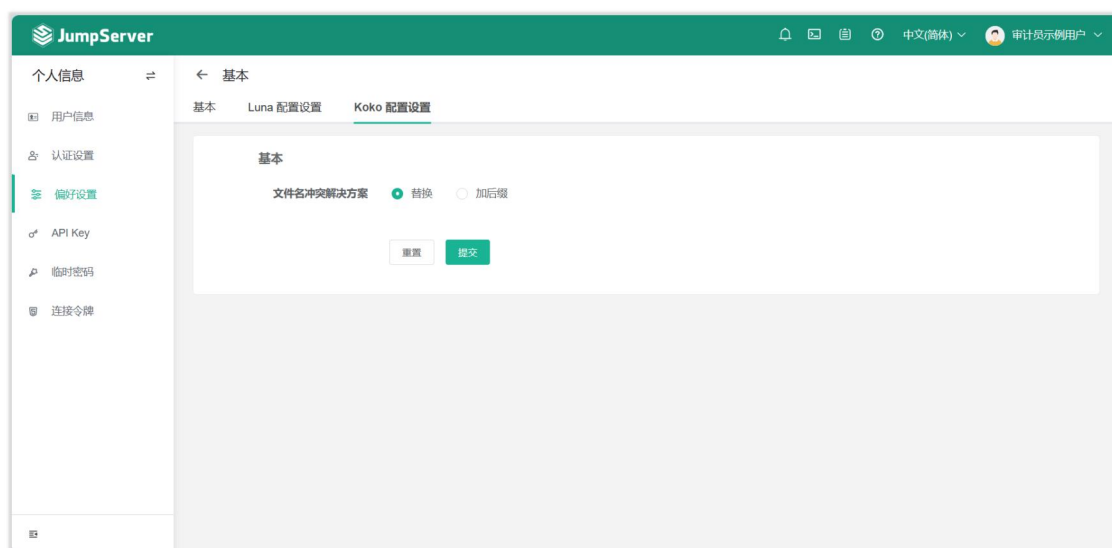 JumpServer
中文(简体)
审计员示例用户
个人信息
用户信息
认证设置
偏好设置
API Key
临时密码
连接令牌
基本
基本
Luna 配置设置
Koko 配置设置
基本
文件名冲突解决方案
替换
加后缀
重置
提交